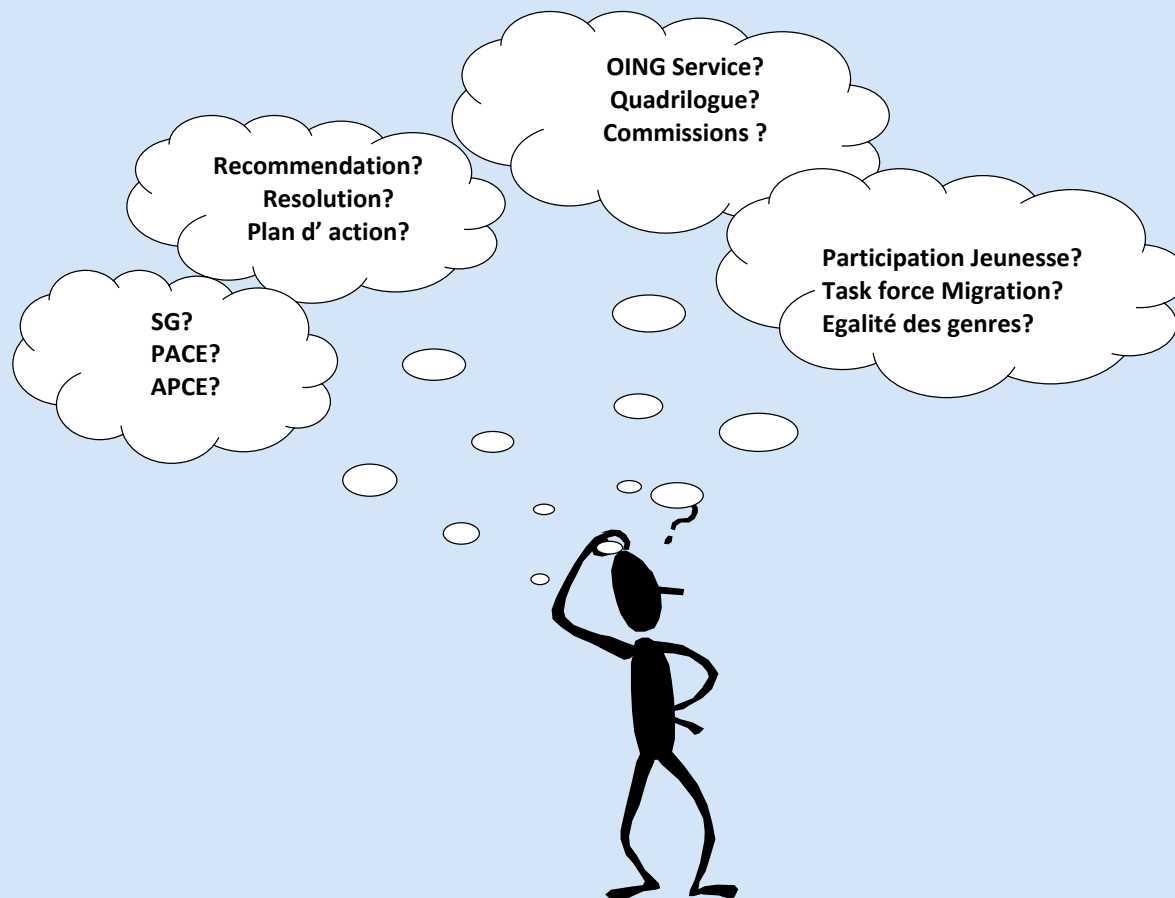 OING Service?
Quadrilogue?
Commissions ?
Recommendation?
Resolution?
Plan d’ action?
Participation Jeunesse?
Task force Migration?
Egalité des genres?
SG?
PACE?
APCE?
?